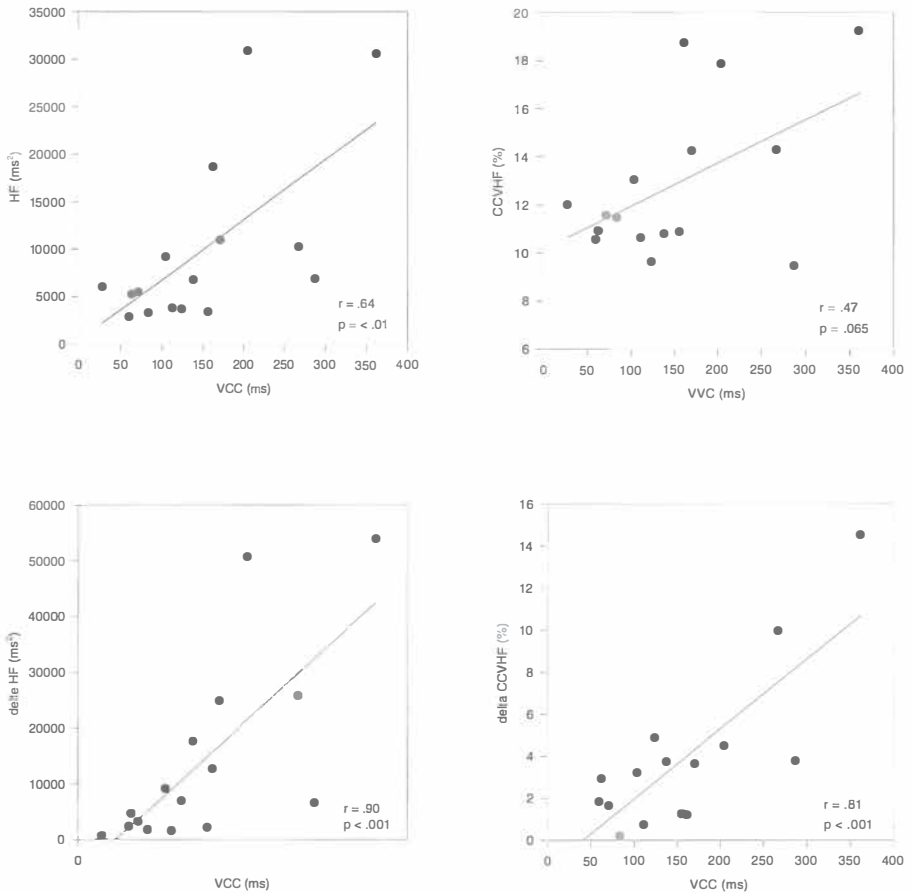 35000
30000
25000
20000
15000
10000
5000
0
HF (ms²)
r = .64
p = < .01
0 50 100 150 200 250 300 350 400
VCC (ms)
20
18
16
14
12
10
8
6
CCVHF (%)
r = .47
p = .065
0 50 100 150 200 250 300 350 400
VVC (ms)
60000
50000
40000
30000
20000
10000
0
delte HF (ms²)
r = .90
p < .001
0
VCC (ms)
16
14
12
10
8
6
4
2
0
delta CCVHF (%)
r = .81
p < .001
0 50 100 150 200 250 300 350 400
VCC (ms)